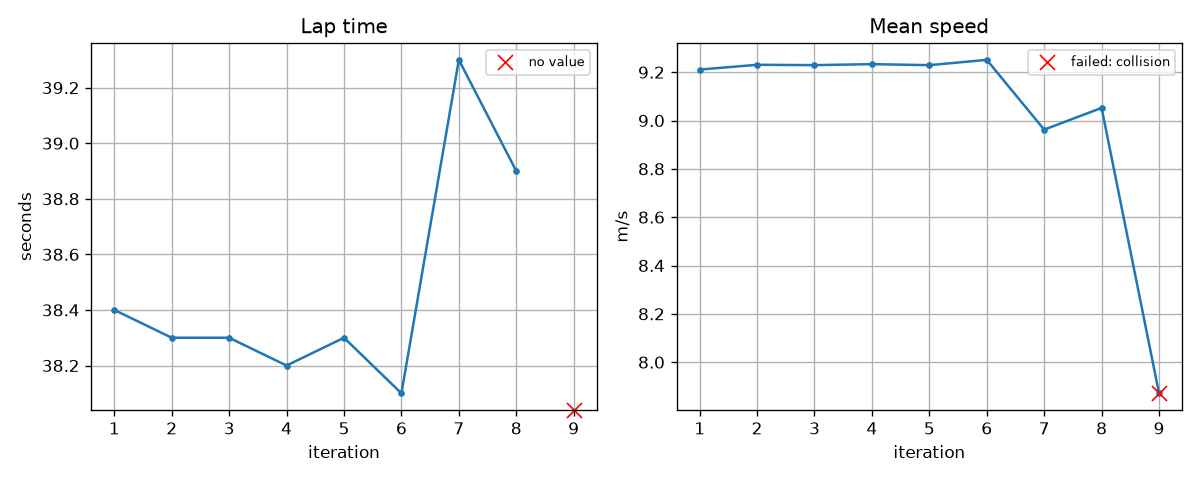 Lap time
no value
39.2
39.0
38.8
38.6
38.4
38.2
seconds
1 2 3 4 5 6 7 8 9
iteration
Mean speed
failed: collision
9.2
9.0
8.8
8.6
8.4
8.2
8.0
m/s
1 2 3 4 5 6 7 8 9
iteration